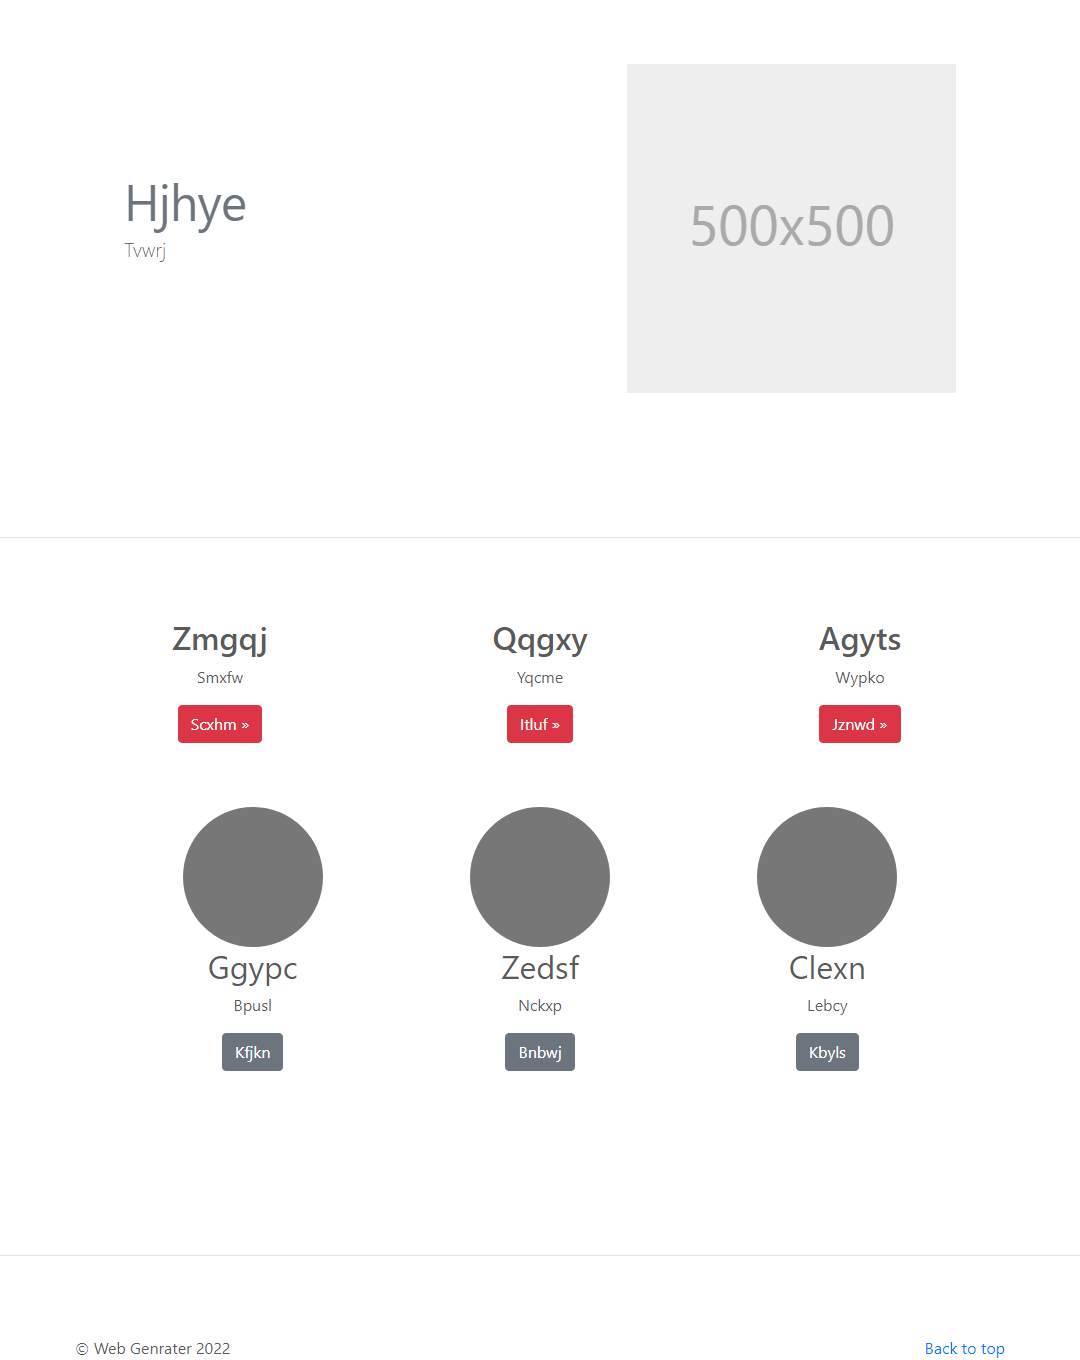 Hjhye
Tvwrj
500x500
Zmgqj
Smxfw
Scxhm »
Qqgxy
Yqcme
Itluf »
Agyts
Wypko
Jznwd »
Ggypc
Bpusl
Kfjkn
Zedsf
Nckxp
Bnbwj
Clexn
Lebcy
Kbyls
© Web Genrater 2022
Back to top